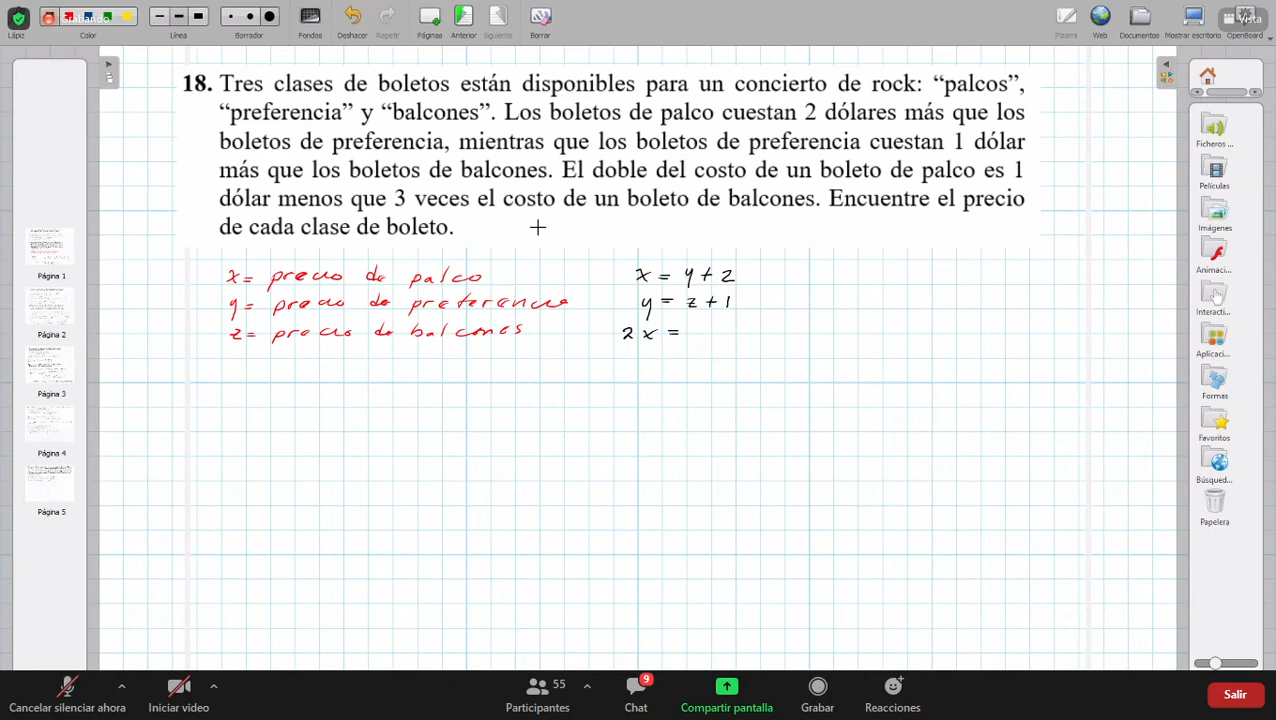 Grabando
Vista
Lápiz
Color
Línea
Borrador
Fondos
Deshacer
Repetir
Páginas
Anterior
Siguiente
Borrar
Pizarra
Web
Documentos
Mostrar escritorio
OpenBoard
18. Tres clases de boletos están disponibles para un concierto de rock: “palcos”,
“preferencia” y “balcones”. Los boletos de palco cuestan 2 dólares más que los
boletos de preferencia, mientras que los boletos de preferencia cuestan 1 dólar
más que los boletos de balcones. El doble del costo de un boleto de palco es 1
dólar menos que 3 veces el costo de un boleto de balcones. Encuentre el precio
de cada clase de boleto.
x = precio de palco
y = precio de preferencia
z = precio de balcones
x = y + 2
y = z + 1
2x =
Página 1
Página 2
Página 3
Página 4
Página 5
Ficheros ...
Películas
Imágenes
Animaci...
Interacti...
Aplicaci...
Formas
Favoritos
Búsqued...
Papelera
Cancelar silenciar ahora
Iniciar video
55
Participantes
9
Chat
Compartir pantalla
Grabar
Reacciones
Salir